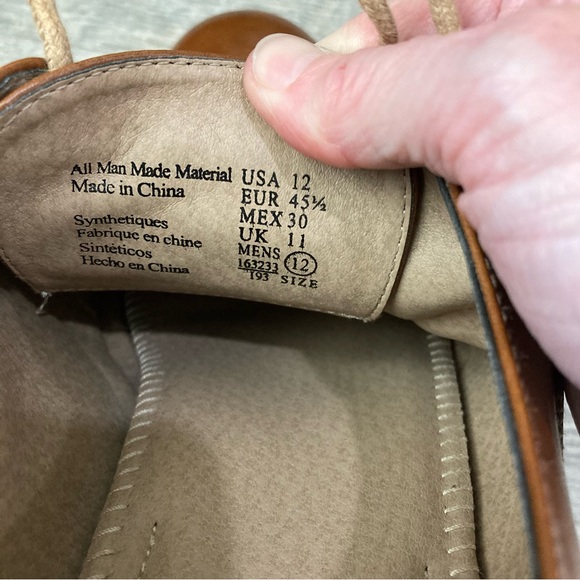 All Man Made Material
Made in China
Synthetiques
Fabrique en chine
Sintéticos
Hecho en China
USA 12
EUR 45½
MEX 30
UK 11
MENS 12
163233
193 SIZE